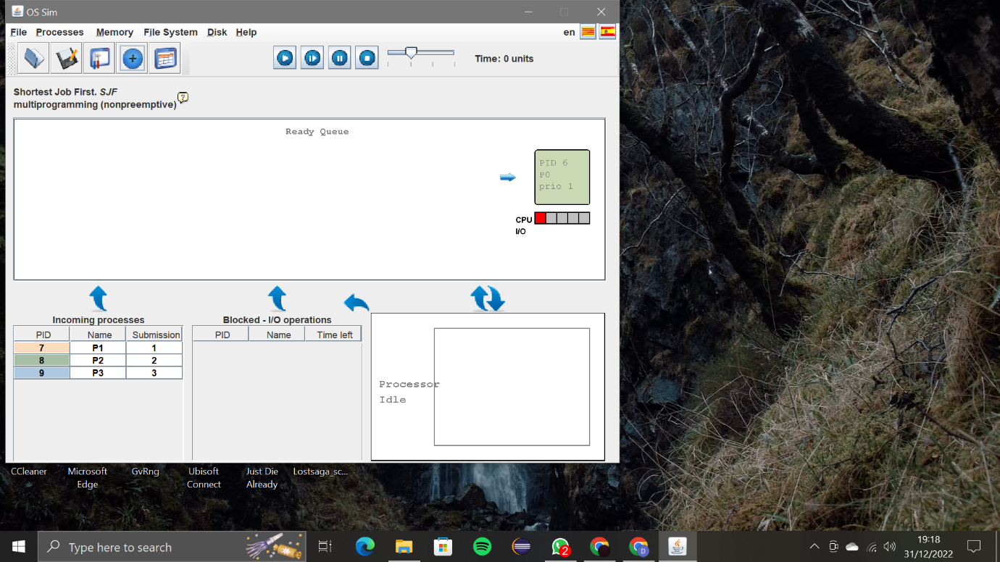 OS Sim
File Processes Memory File System Disk Help en
Time: 0 units
Shortest Job First. SJF
multiprogramming (nonpreemptive) ?
Ready Queue
PID 6
P0
prio 1
CPU
I/O
Incoming processes
PID Name Submission
7 P1 1
8 P2 2
9 P3 3
Blocked - I/O operations
PID Name Time left
Processor
Idle
CCleaner
Microsoft
Edge
GvRng
Ubisoft
Connect
Just Die
Already
Lostsaga_sc...
Type here to search
2
D
19:18
31/12/2022